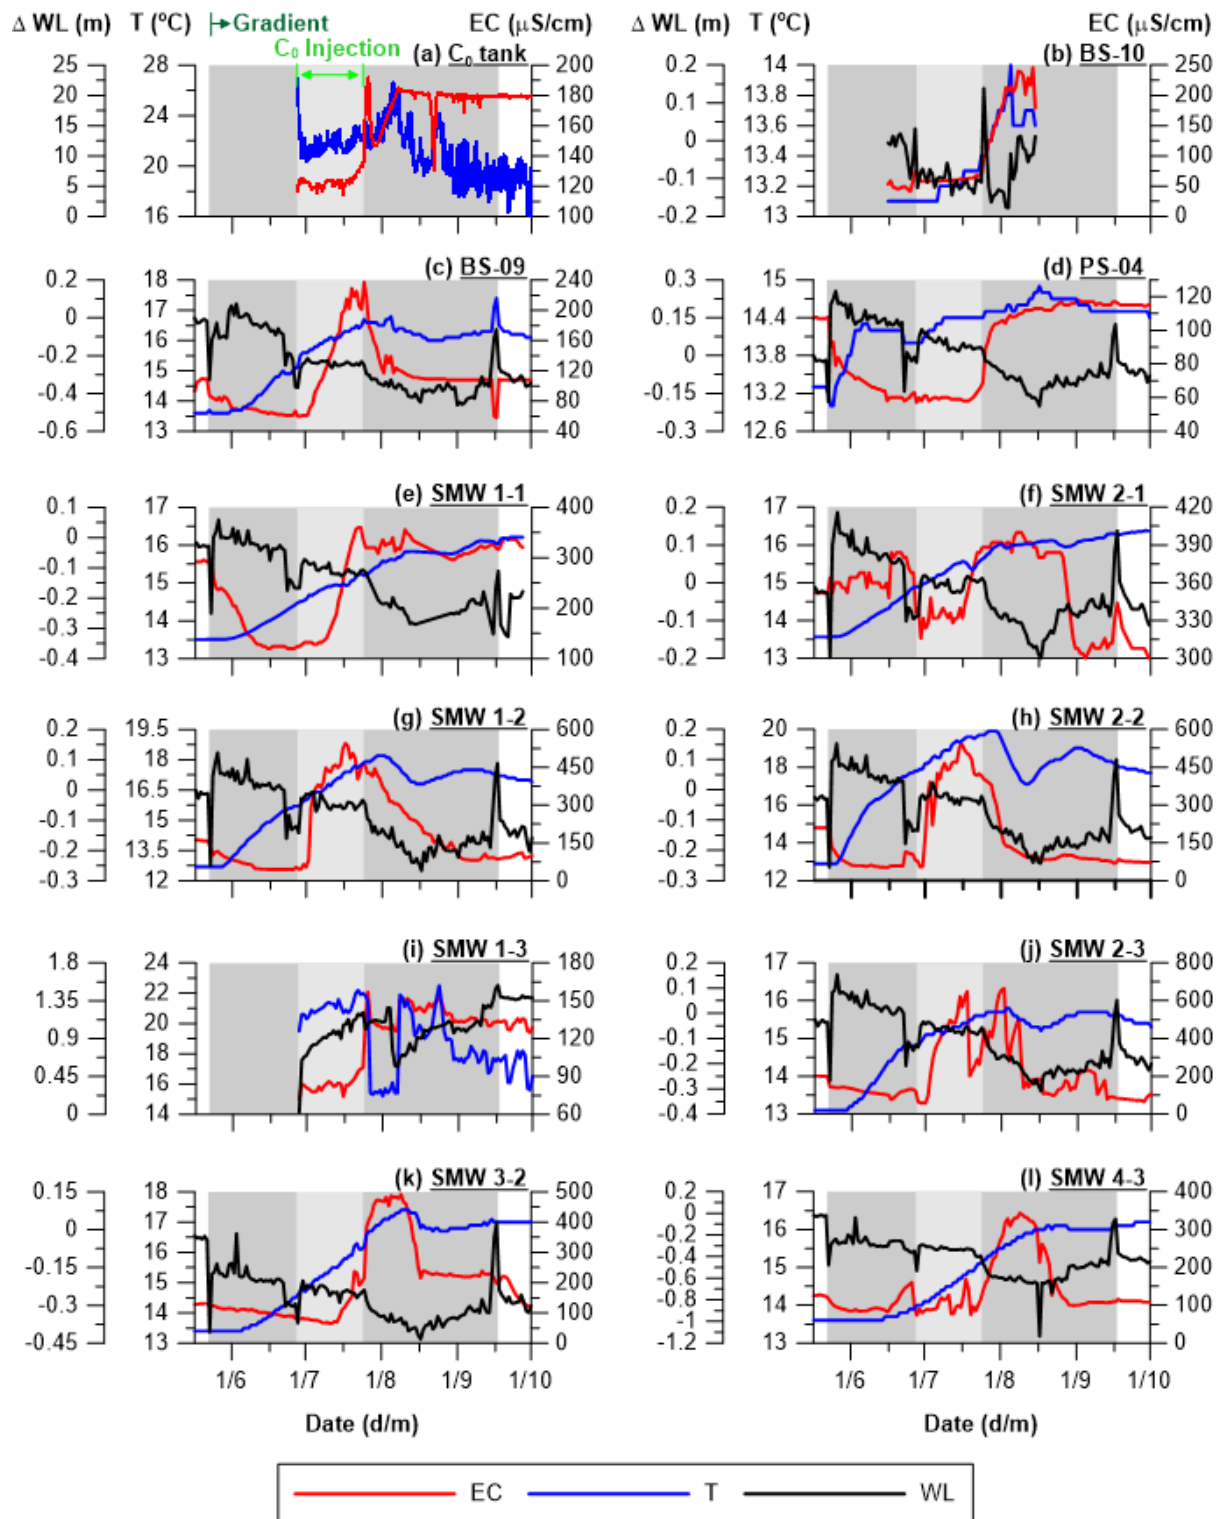 Δ WL (m) T (ºC) Gradient EC (μS/cm) Δ WL (m) T (ºC) EC (μS/cm)
C₀ Injection
(a) C₀ tank (b) BS-10
25 28 200 0.2 14 250
20 13.8 200
24 180 0.1
15 160 13.6 150
10 20 140 0 13.4 100
5 120 -0.1 13.2 50
0 16 100 -0.2 13 0
(c) BS-09 (d) PS-04
0.2 18 240 0.3 15
0 17 200 0.15 14.4 120
16 160 100
-0.2 15 120 0 13.8 80
-0.4 14 80 -0.15 13.2 60
-0.6 13 40 -0.3 12.6 40
(e) SMW 1-1 (f) SMW 2-1
0.1 17 400 0.2 17 420
0 16 300 0.1 16 390
-0.1 15 0 15 360
-0.2 200 330
-0.3 14 -0.1 14
-0.4 13 100 -0.2 13 300
(g) SMW 1-2 (h) SMW 2-2
0.2 19.5 600 0.2 20 600
0.1 18 450 0.1 18 450
0 16.5 300 0 16 300
-0.1 15 -0.1
-0.2 13.5 150 -0.2 14 150
-0.3 12 0 -0.3 12 0
(i) SMW 1-3 (j) SMW 2-3
1.8 24 180 0.2 17 800
1.35 22 150 0.1 16 600
0.9 20 120 0 15 400
18 -0.1
0.45 16 90 -0.2 14 200
-0.3
0 14 60 -0.4 13 0
(k) SMW 3-2 (l) SMW 4-3
0.15 18 500 0.2 17 400
0 17 400 0 16 300
16 300 -0.2
-0.15 15 200 -0.4 15 200
-0.6
-0.3 14 100 -0.8 14 100
-1
-0.45 13 0 -1.2 13 0
1/6 1/7 1/8 1/9 1/10 1/6 1/7 1/8 1/9 1/10
Date (d/m) Date (d/m)
EC T WL